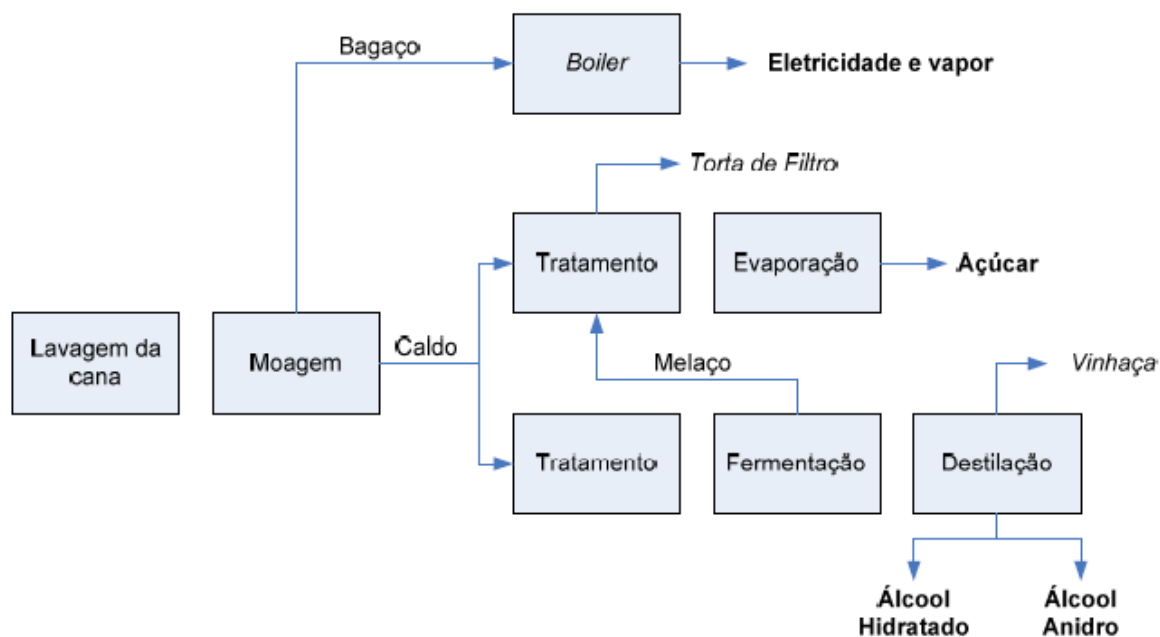 Bagaço
Boiler
Eletricidade e vapor
Torta de Filtro
Tratamento
Evaporação
Açúcar
Lavagem da
cana
Moagem
Caldo
Melaço
Vinhaça
Tratamento
Fermentação
Destilação
Álcool
Hidratado
Álcool
Anidro